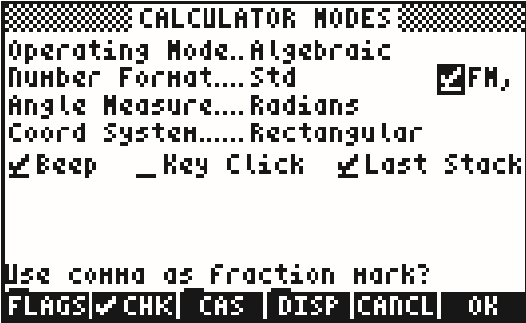 CALCULATOR MODES
Operating Mode..Algebraic
Number Format....Std ✓FM,
Angle Measure....Radians
Coord System......Rectangular
✓Beep _Key Click ✓Last Stack
Use comma as fraction mark?
FLAGS ✓CHK CAS DISP CANCL OK